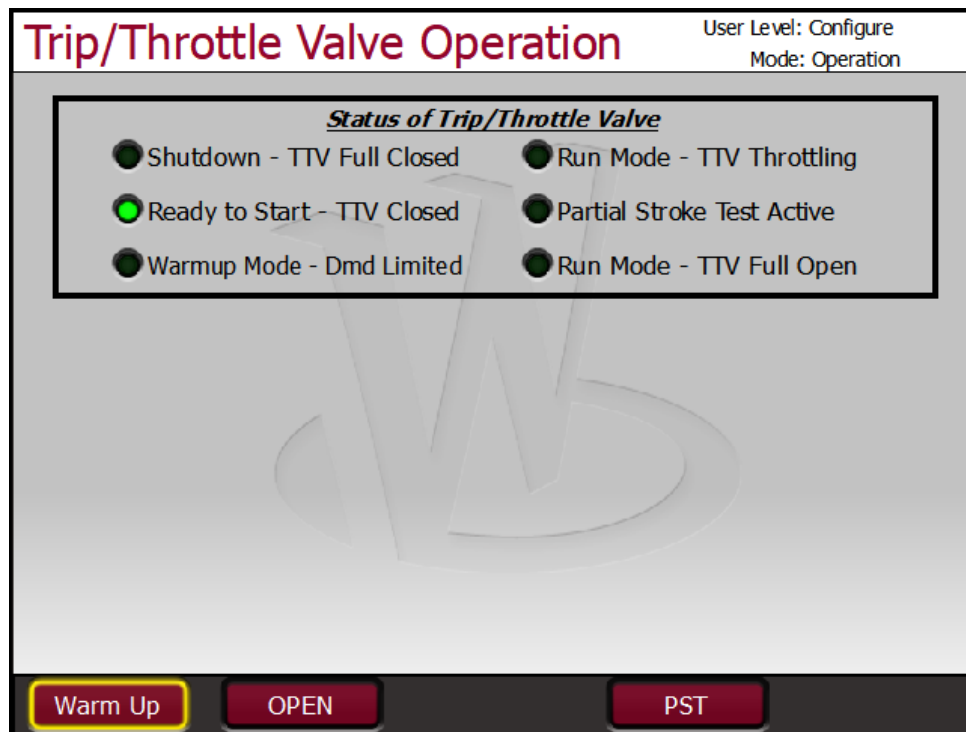 Trip/Throttle Valve Operation
User Level: Configure
Mode: Operation
Status of Trip/Throttle Valve
Shutdown - TTV Full Closed
Run Mode - TTV Throttling
Ready to Start - TTV Closed
Partial Stroke Test Active
Warmup Mode - Dmd Limited
Run Mode - TTV Full Open
Warm Up
OPEN
PST